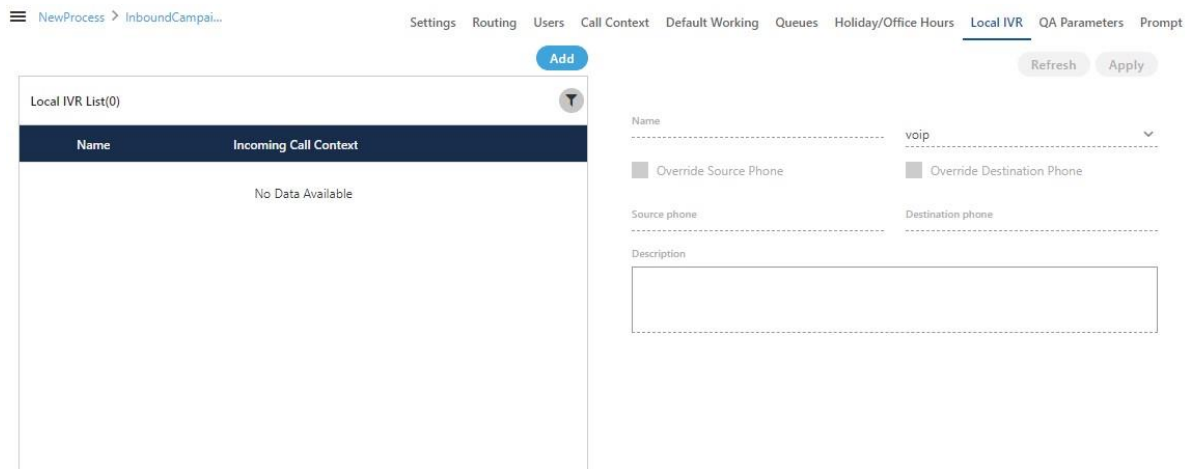 NewProcess > InboundCampai...
Settings Routing Users Call Context Default Working Queues Holiday/Office Hours Local IVR QA Parameters Prompt
Add
Refresh Apply
Local IVR List(0)
Name Incoming Call Context
No Data Available
Name
voip
Override Source Phone Override Destination Phone
Source phone Destination phone
Description